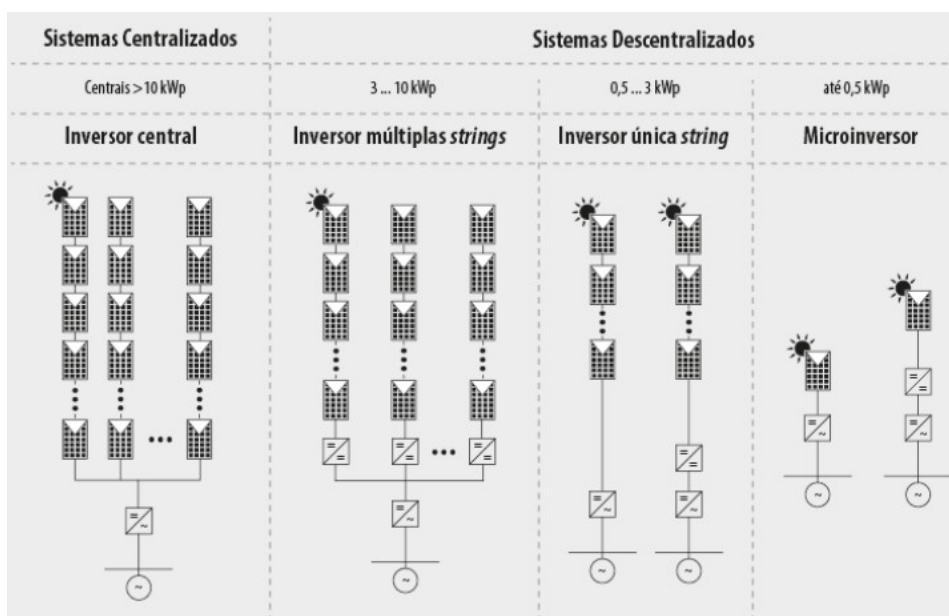 Sistemas Centralizados
Sistemas Descentralizados
Centrais >10 kWp
3 ... 10 kWp
0,5 ... 3 kWp
até 0,5 kWp
Inversor central
Inversor múltiplas strings
Inversor única string
Microinversor